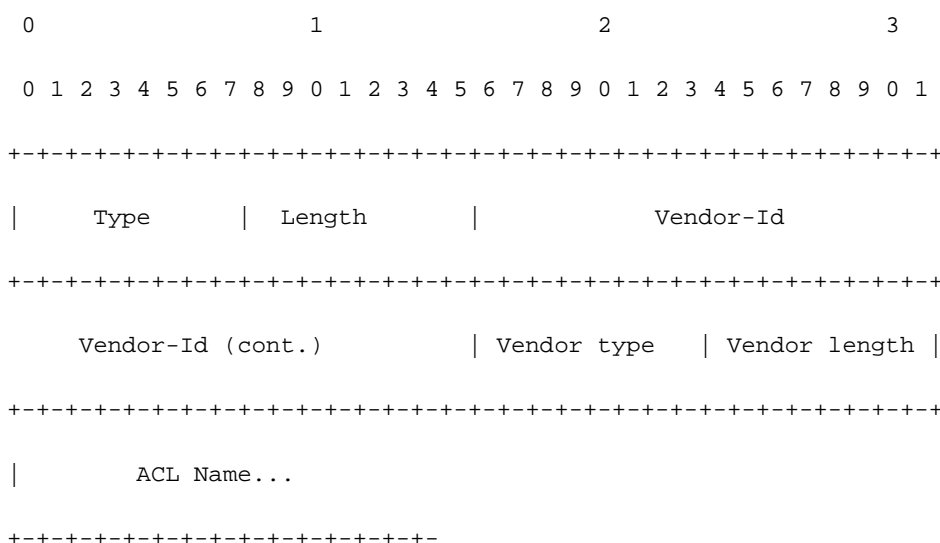 0                   1                   2                   3
0 1 2 3 4 5 6 7 8 9 0 1 2 3 4 5 6 7 8 9 0 1 2 3 4 5 6 7 8 9 0 1
+-+-+-+-+-+-+-+-+-+-+-+-+-+-+-+-+-+-+-+-+-+-+-+-+-+-+-+-+-+-+-+-+
|     Type      |  Length       |            Vendor-Id
+-+-+-+-+-+-+-+-+-+-+-+-+-+-+-+-+-+-+-+-+-+-+-+-+-+-+-+-+-+-+-+-+
     Vendor-Id (cont.)          | Vendor type   | Vendor length |
+-+-+-+-+-+-+-+-+-+-+-+-+-+-+-+-+-+-+-+-+-+-+-+-+-+-+-+-+-+-+-+-+
|        ACL Name...
+-+-+-+-+-+-+-+-+-+-+-+-+-+-+-